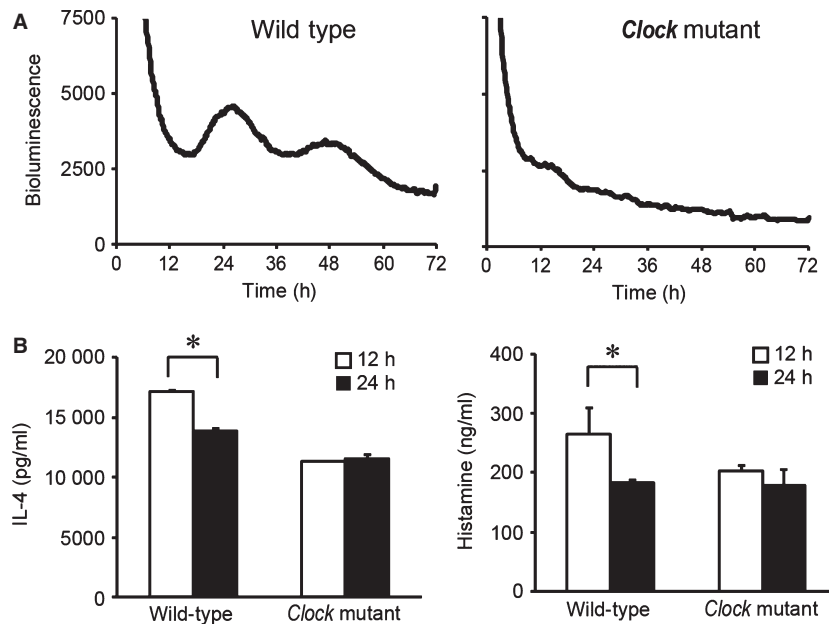 A
Wild type
Clock mutant
Bioluminescence
7500
5000
2500
0
0 12 24 36 48 60 72
Time (h)
0 12 24 36 48 60 72
Time (h)
B
*
12 h
24 h
IL-4 (pg/ml)
20 000
15 000
10 000
5000
0
Wild-type
Clock mutant
*
12 h
24 h
Histamine (ng/ml)
400
300
200
100
0
Wild-type
Clock mutant